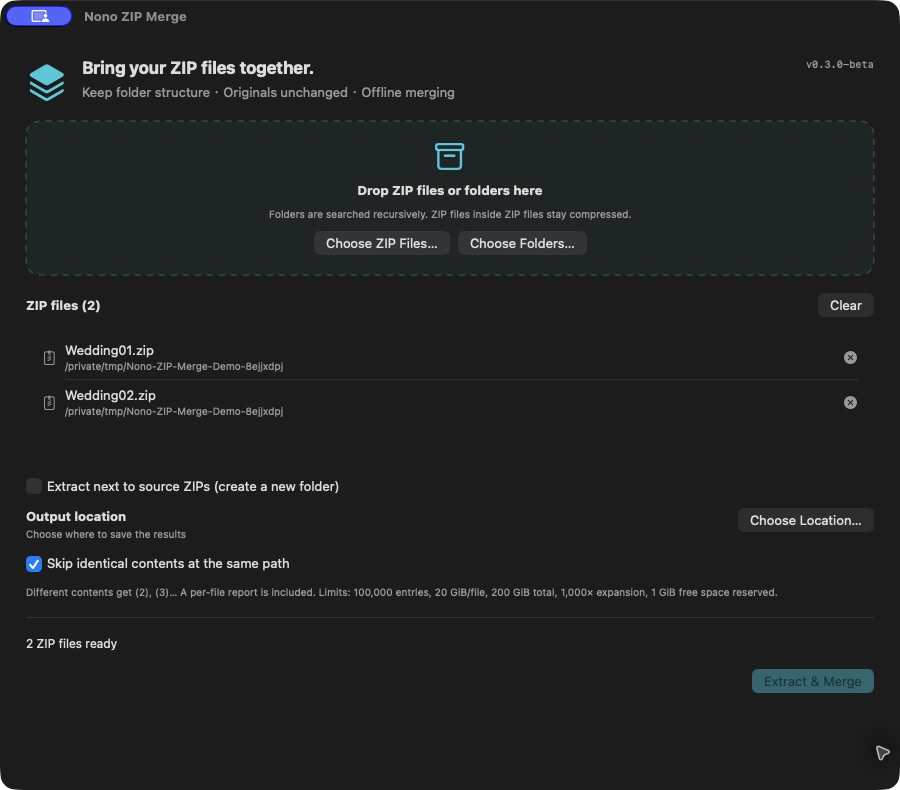 Nono ZIP Merge
Bring your ZIP files together.
v0.3.0-beta
Keep folder structure · Originals unchanged · Offline merging
Drop ZIP files or folders here
Folders are searched recursively. ZIP files inside ZIP files stay compressed.
Choose ZIP Files...
Choose Folders...
ZIP files (2)
Clear
Wedding01.zip
/private/tmp/Nono-ZIP-Merge-Demo-8ejjxdpj
Wedding02.zip
/private/tmp/Nono-ZIP-Merge-Demo-8ejjxdpj
Extract next to source ZIPs (create a new folder)
Output location
Choose where to save the results
Choose Location...
Skip identical contents at the same path
Different contents get (2), (3)... A per-file report is included. Limits: 100,000 entries, 20 GiB/file, 200 GiB total, 1,000× expansion, 1 GiB free space reserved.
2 ZIP files ready
Extract & Merge